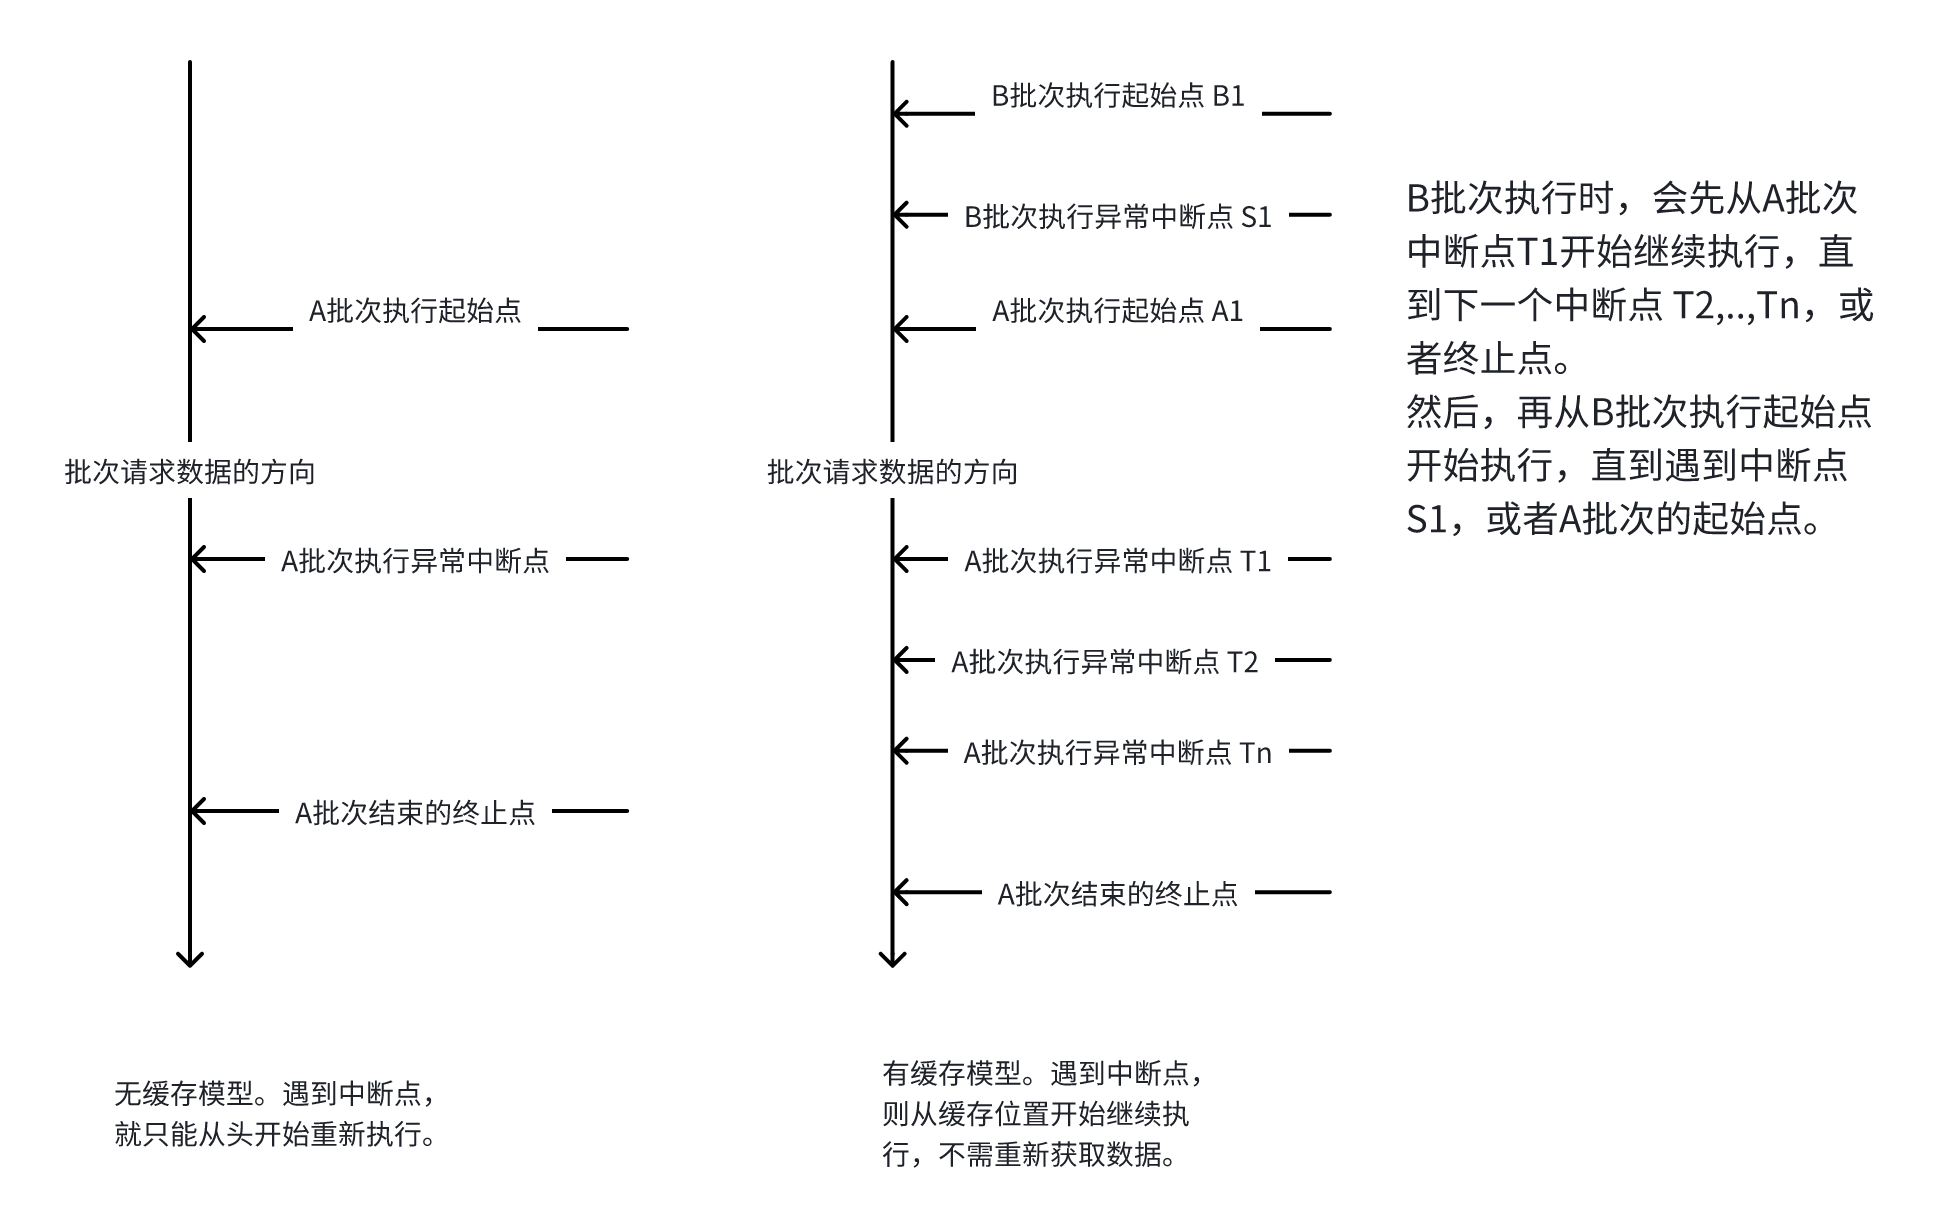 A批次执行起始点
批次请求数据的方向
A批次执行异常中断点
A批次结束的终止点
无缓存模型。遇到中断点，
就只能从头开始重新执行。
B批次执行起始点 B1
B批次执行异常中断点 S1
A批次执行起始点 A1
批次请求数据的方向
A批次执行异常中断点 T1
A批次执行异常中断点 T2
A批次执行异常中断点 Tn
A批次结束的终止点
有缓存模型。遇到中断点，
则从缓存位置开始继续执
行，不需重新获取数据。
B批次执行时，会先从A批次
中断点T1开始继续执行，直
到下一个中断点 T2,..,Tn，或
者终止点。
然后，再从B批次执行起始点
开始执行，直到遇到中断点
S1，或者A批次的起始点。